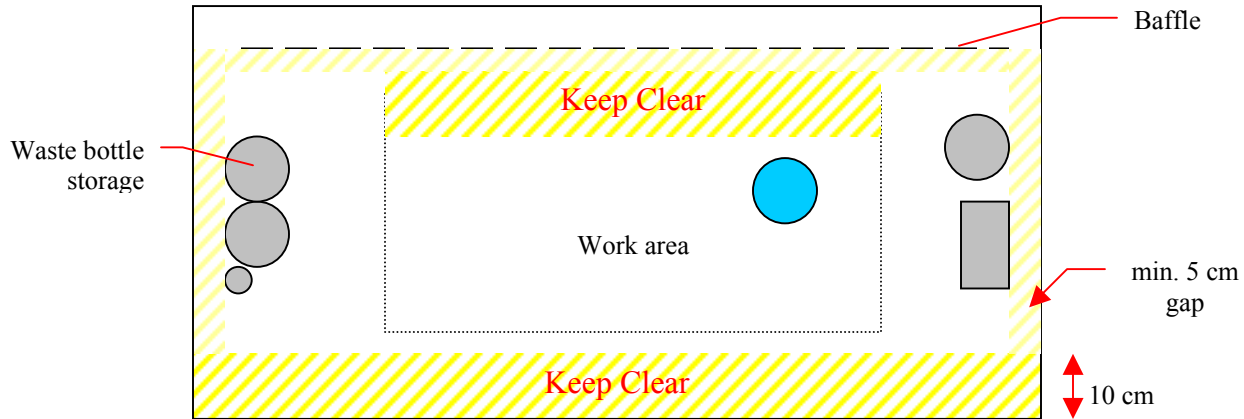 Baffle
Keep Clear
Waste bottle
storage
Work area
min. 5 cm
gap
Keep Clear
10 cm